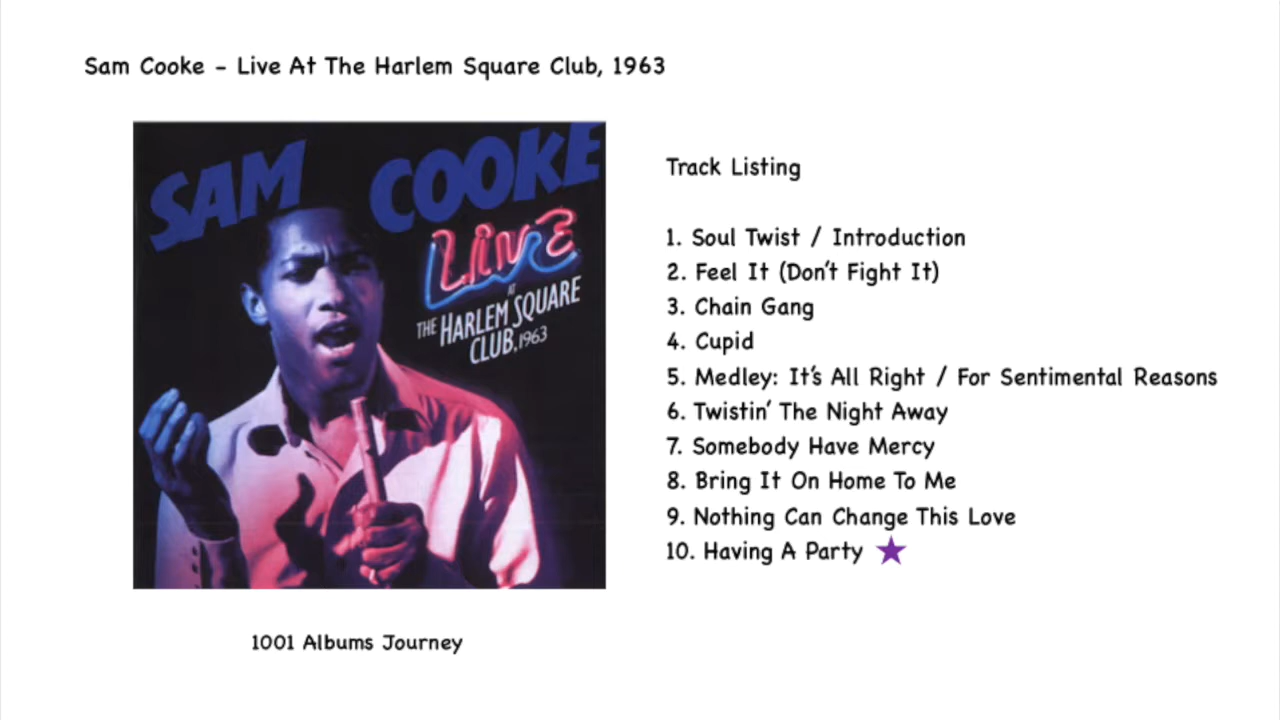 Sam Cooke - Live At The Harlem Square Club, 1963
SAM COOKE
LIVE
AT
THE HARLEM SQUARE
CLUB, 1963
Track Listing
1. Soul Twist / Introduction
2. Feel It (Don't Fight It)
3. Chain Gang
4. Cupid
5. Medley: It's All Right / For Sentimental Reasons
6. Twistin' The Night Away
7. Somebody Have Mercy
8. Bring It On Home To Me
9. Nothing Can Change This Love
10. Having A Party
1001 Albums Journey